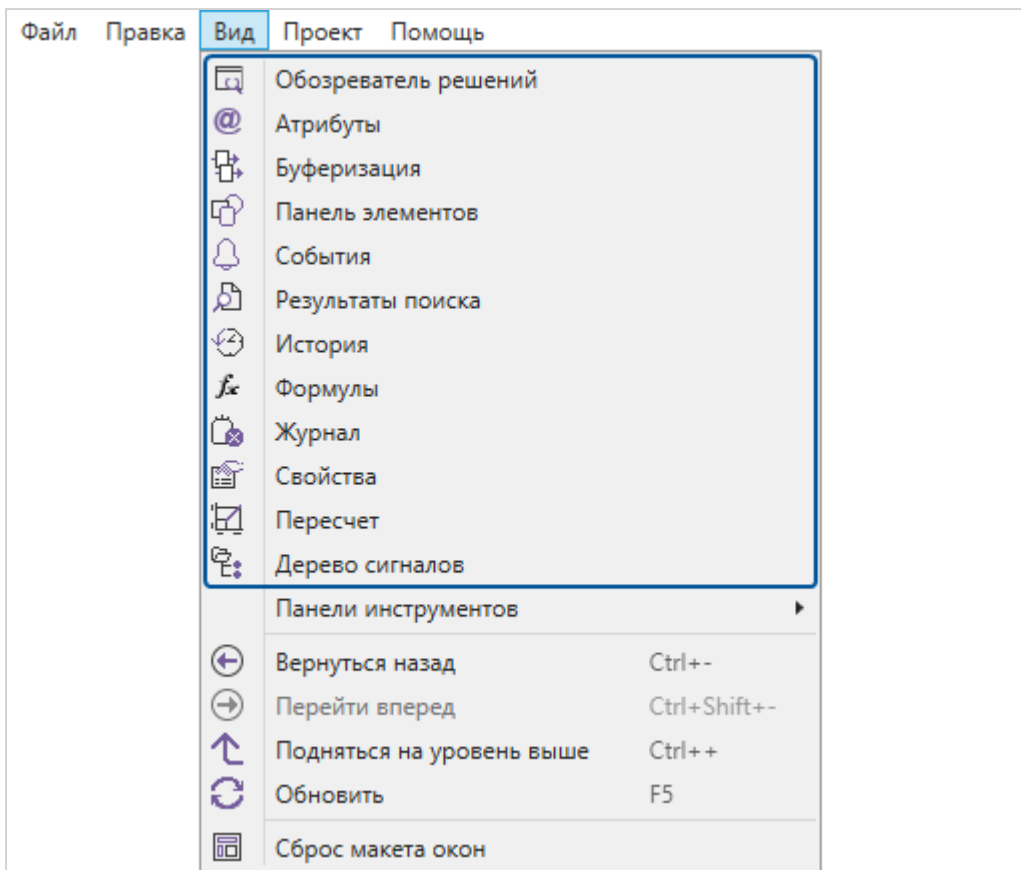 Файл Правка Вид Проект Помощь
Обозреватель решений
@ Атрибуты
Буферизация
Панель элементов
События
Результаты поиска
История
fx Формулы
Журнал
Свойства
Пересчет
Дерево сигналов
Панели инструментов
Вернуться назад Ctrl+-
Перейти вперед Ctrl+Shift+-
Подняться на уровень выше Ctrl++
Обновить F5
Сброс макета окон